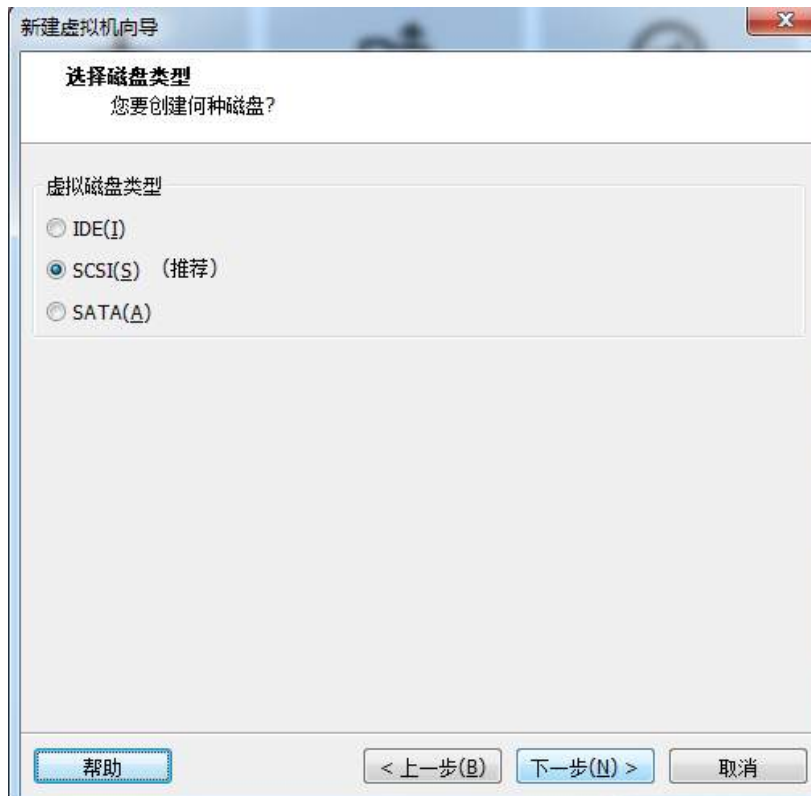 新建虚拟机向导
选择磁盘类型
您要创建何种磁盘?
虚拟磁盘类型
IDE(I)
SCSI(S) （推荐）
SATA(A)
帮助 < 上一步(B) 下一步(N) > 取消